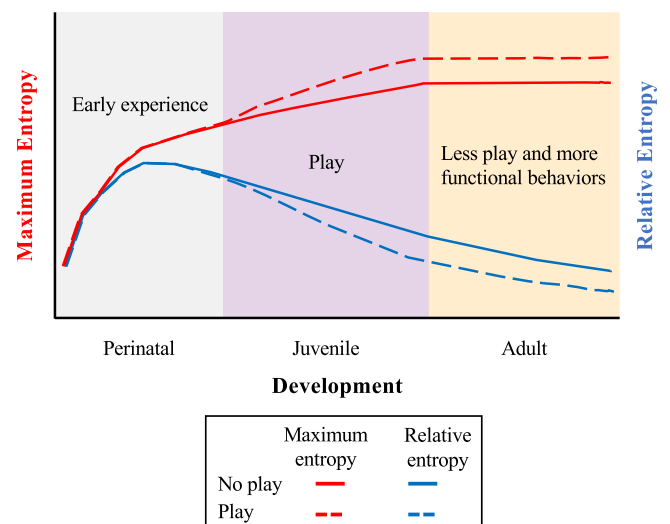 Maximum Entropy
Relative Entropy
Early experience
Play
Less play and more
functional behaviors
Perinatal
Juvenile
Adult
Development
Maximum
entropy
Relative
entropy
No play
Play